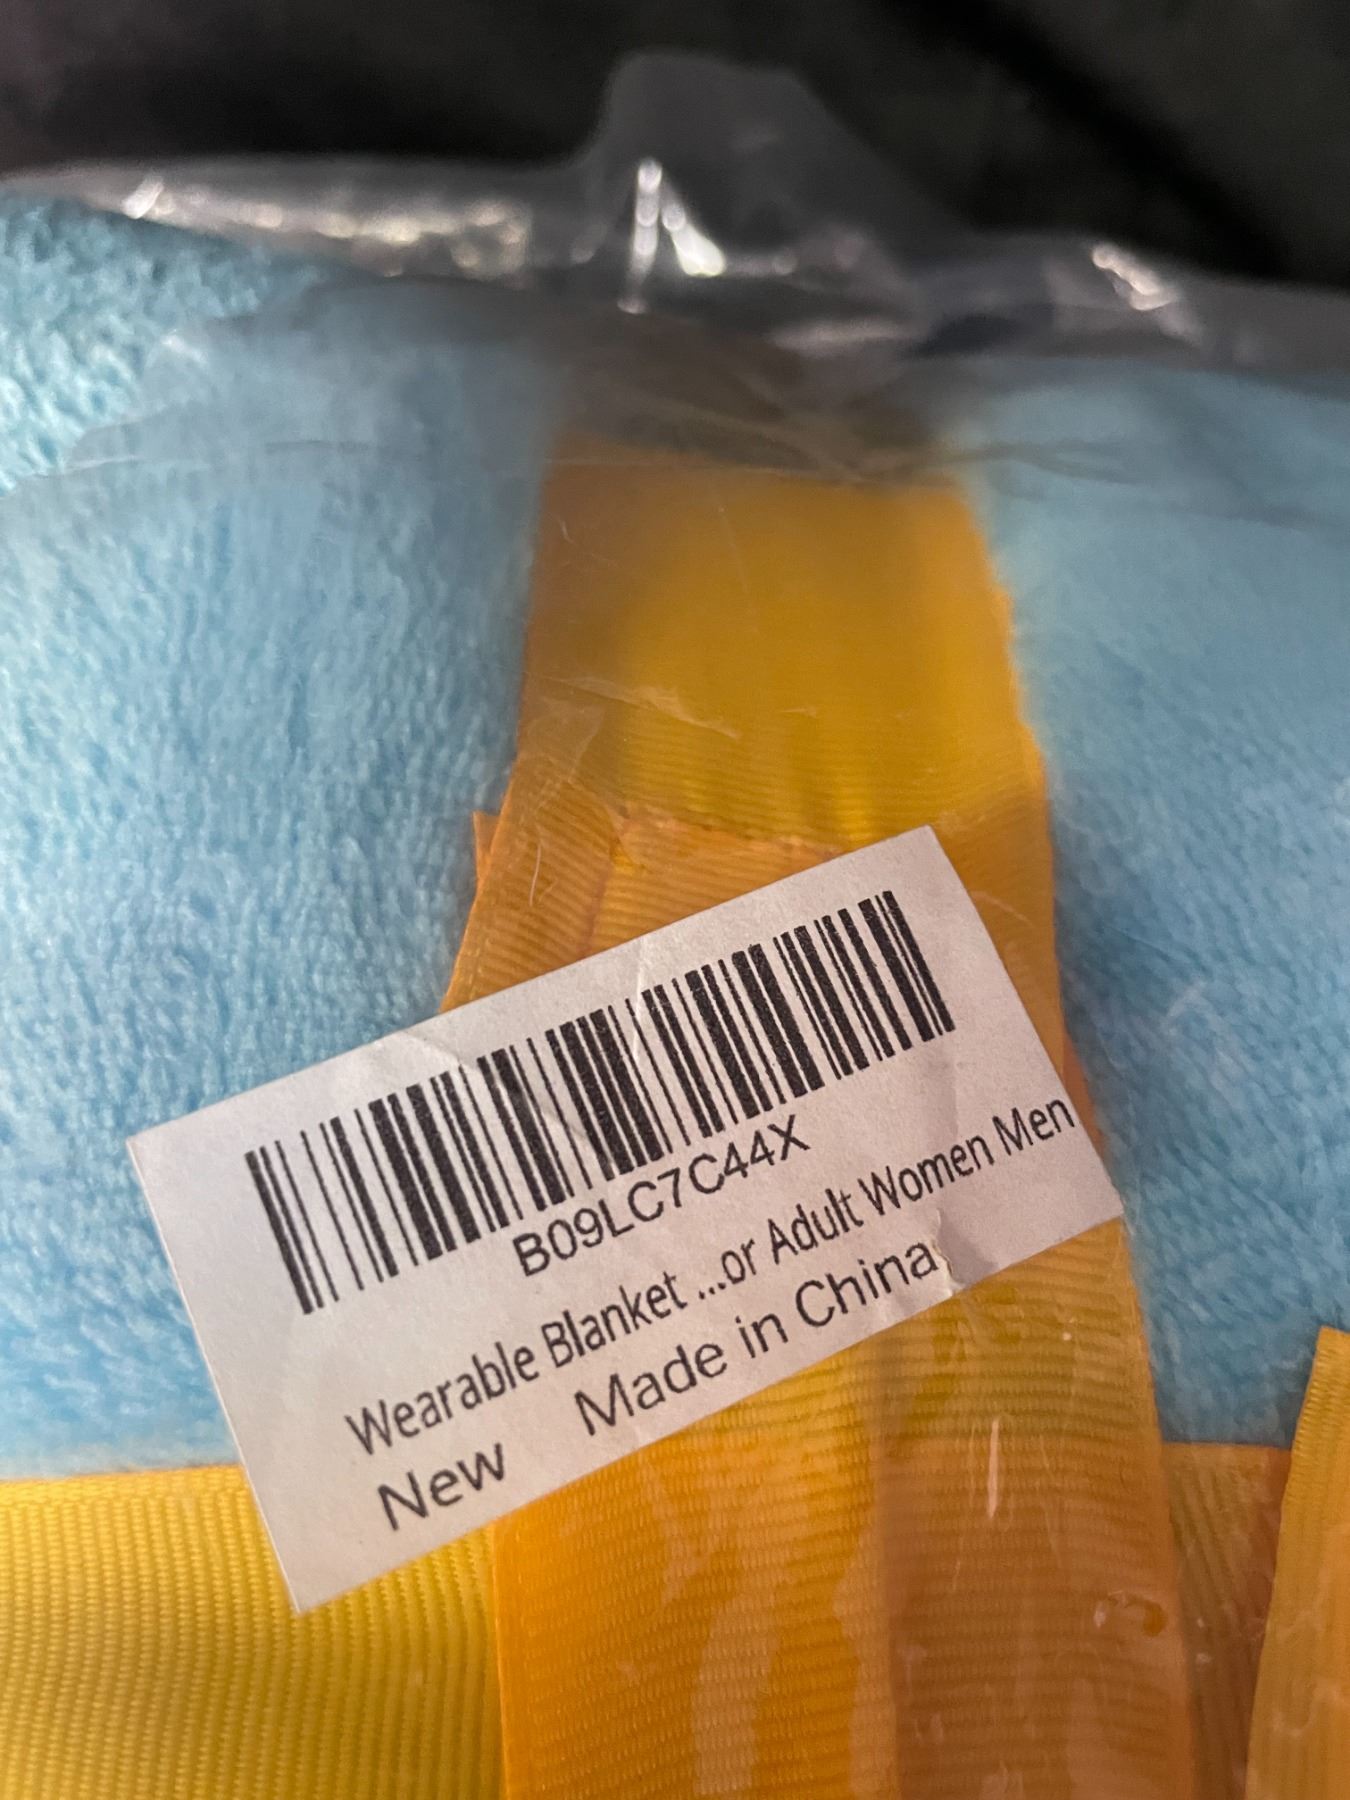 B09LC7C44X
Wearable Blanket ...or Adult Women Men
New Made in China